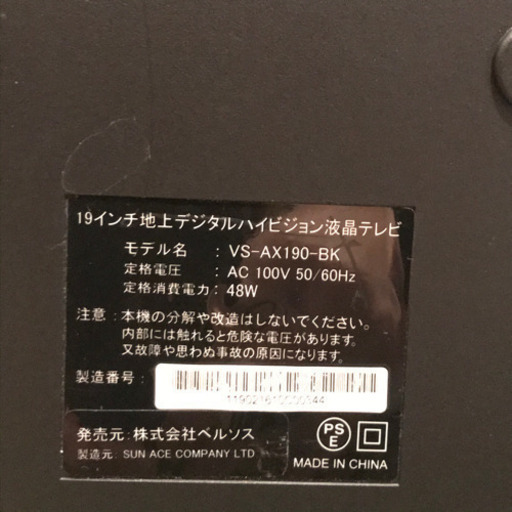 19インチ地上デジタルハイビジョン液晶テレビ
モデル名 : VS-AX190-BK
定格電圧 : AC 100V 50/60Hz
定格消費電力 : 48W
注意 : 本機の分解や改造はしないでください。
内部には触れると危険な電圧があります。
又故障や思わぬ事故の原因になります。
製造番号 :
発売元 : 株式会社ベルソス
製造元 : SUN ACE COMPANY LTD
PS
E
MADE IN CHINA